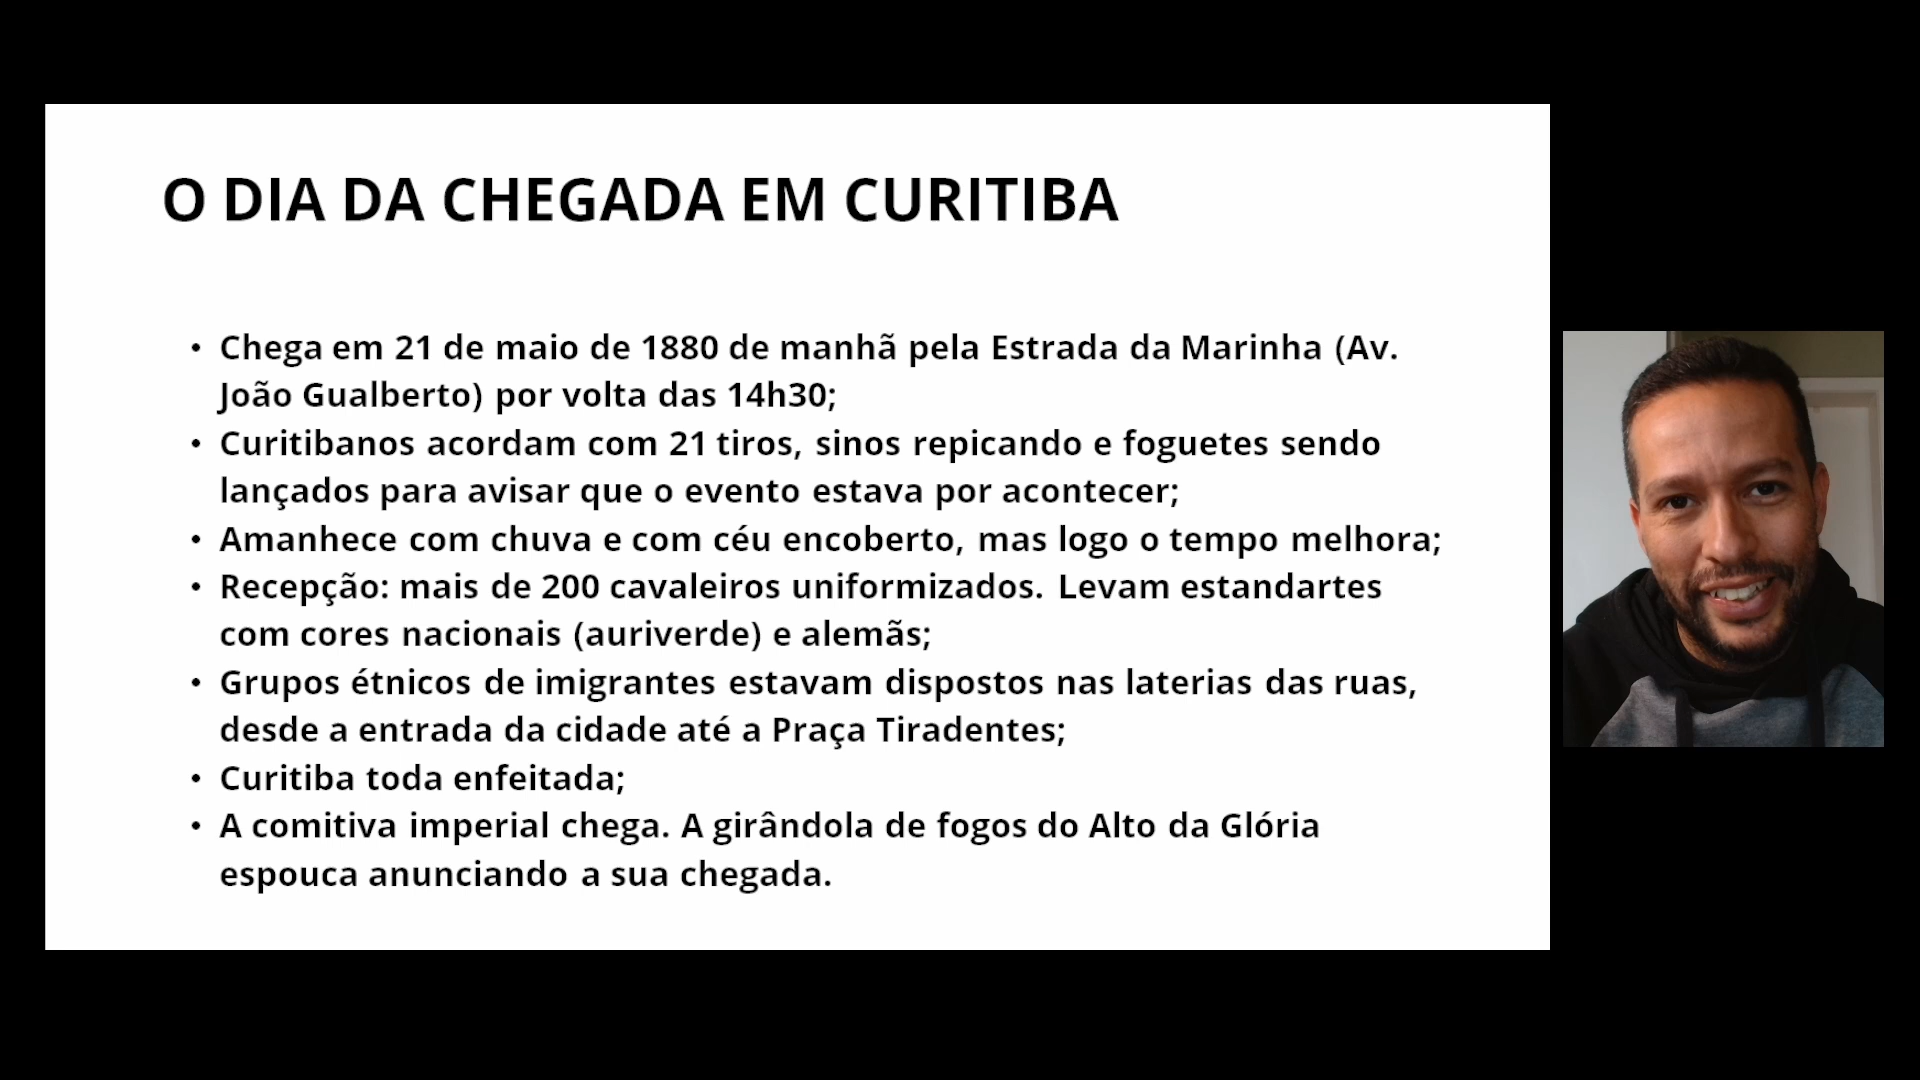 O DIA DA CHEGADA EM CURITIBA
• Chega em 21 de maio de 1880 de manhã pela Estrada da Marinha (Av.
João Gualberto) por volta das 14h30;
• Curitibanos acordam com 21 tiros, sinos repicando e foguetes sendo
lançados para avisar que o evento estava por acontecer;
• Amanhece com chuva e com céu encoberto, mas logo o tempo melhora;
• Recepção: mais de 200 cavaleiros uniformizados. Levam estandartes
com cores nacionais (auriverde) e alemãs;
• Grupos étnicos de imigrantes estavam dispostos nas laterias das ruas,
desde a entrada da cidade até a Praça Tiradentes;
• Curitiba toda enfeitada;
• A comitiva imperial chega. A girândola de fogos do Alto da Glória
espouca anunciando a sua chegada.